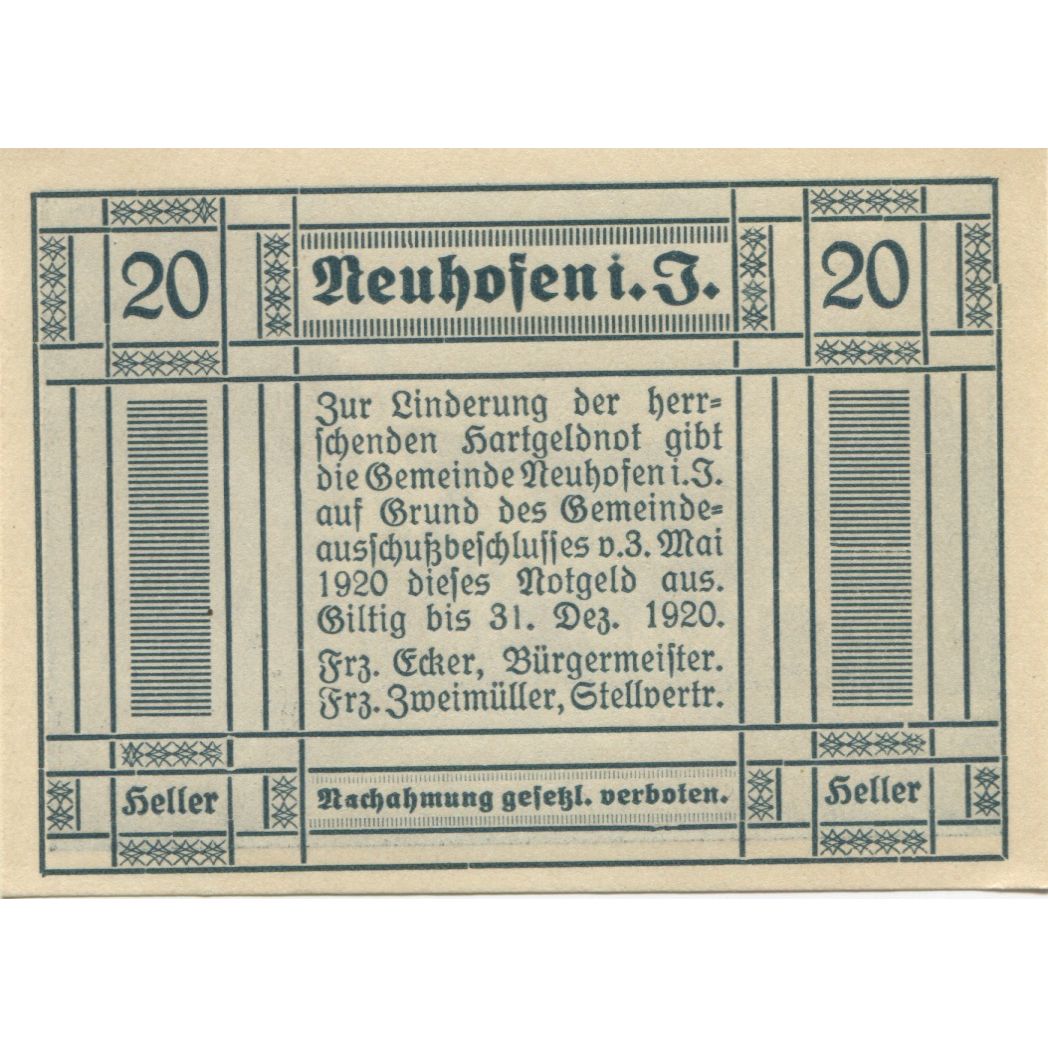 20
Neuhofen i. J.
20
Zur Linderung der herr=
schenden Hartgeldnot gibt
die Gemeinde Neuhofen i. J.
auf Grund des Gemeinde=
ausschußbeschlusses v. 3. Mai
1920 dieses Notgeld aus.
Giltig bis 31. Dez. 1920.
Frz. Ecker, Bürgermeister.
Frz. Zweimüller, Stellvertr.
Heller
Nachahmung gesetzl. verboten.
Heller